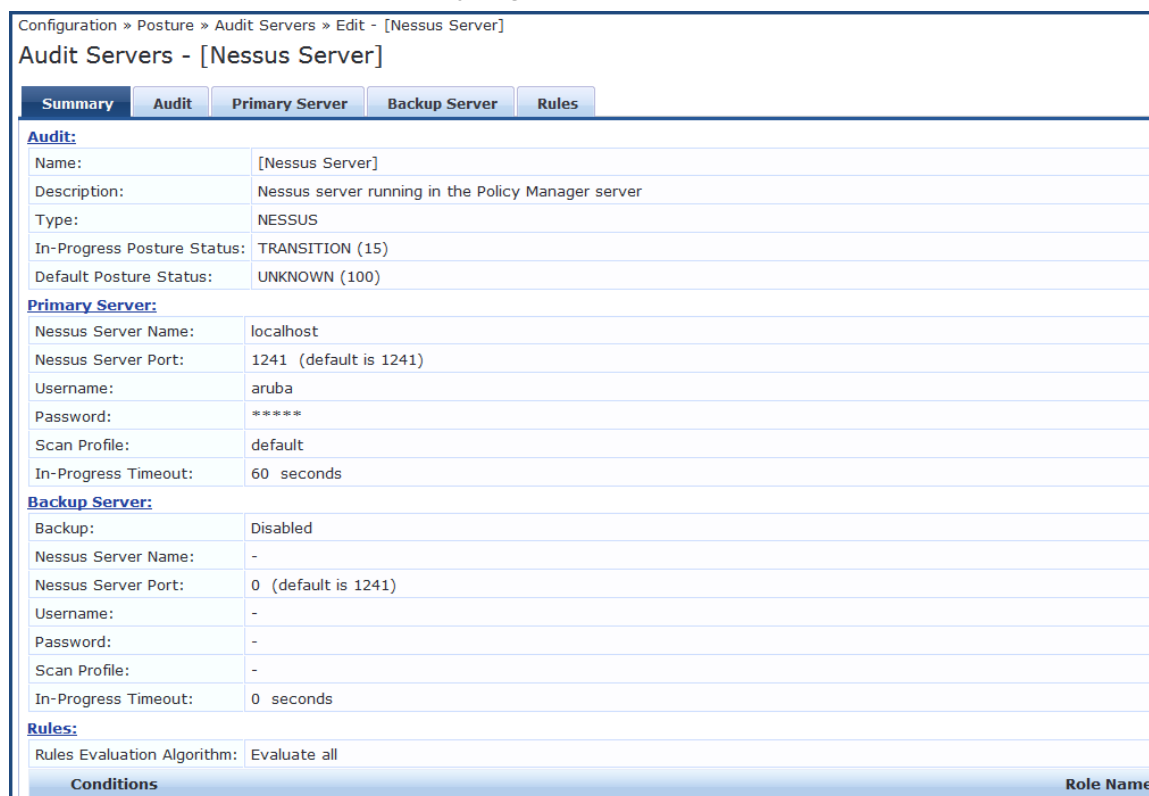 Configuration » Posture » Audit Servers » Edit - [Nessus Server]
Audit Servers - [Nessus Server]
Summary Audit Primary Server Backup Server Rules
Audit:
Name: [Nessus Server]
Description: Nessus server running in the Policy Manager server
Type: NESSUS
In-Progress Posture Status: TRANSITION (15)
Default Posture Status: UNKNOWN (100)
Primary Server:
Nessus Server Name: localhost
Nessus Server Port: 1241 (default is 1241)
Username: aruba
Password: *****
Scan Profile: default
In-Progress Timeout: 60 seconds
Backup Server:
Backup: Disabled
Nessus Server Name: -
Nessus Server Port: 0 (default is 1241)
Username: -
Password: -
Scan Profile: -
In-Progress Timeout: 0 seconds
Rules:
Rules Evaluation Algorithm: Evaluate all
Conditions Role Name